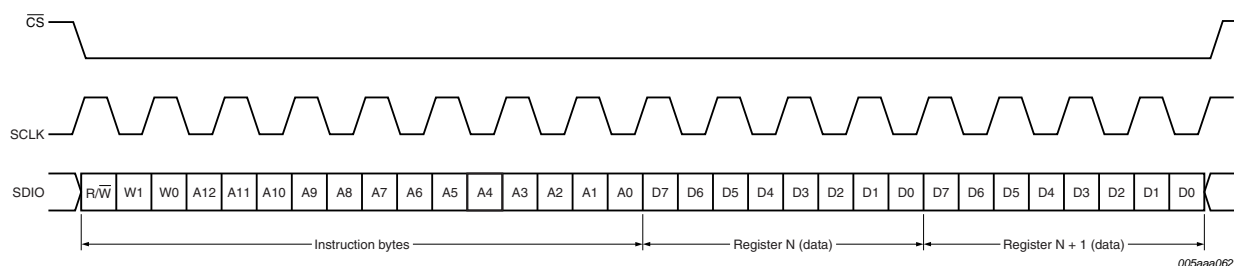 CS
SCLK
SDIO R/W W1 W0 A12 A11 A10 A9 A8 A7 A6 A5 A4 A3 A2 A1 A0 D7 D6 D5 D4 D3 D2 D1 D0 D7 D6 D5 D4 D3 D2 D1 D0
Instruction bytes Register N (data) Register N + 1 (data)
005aaa062